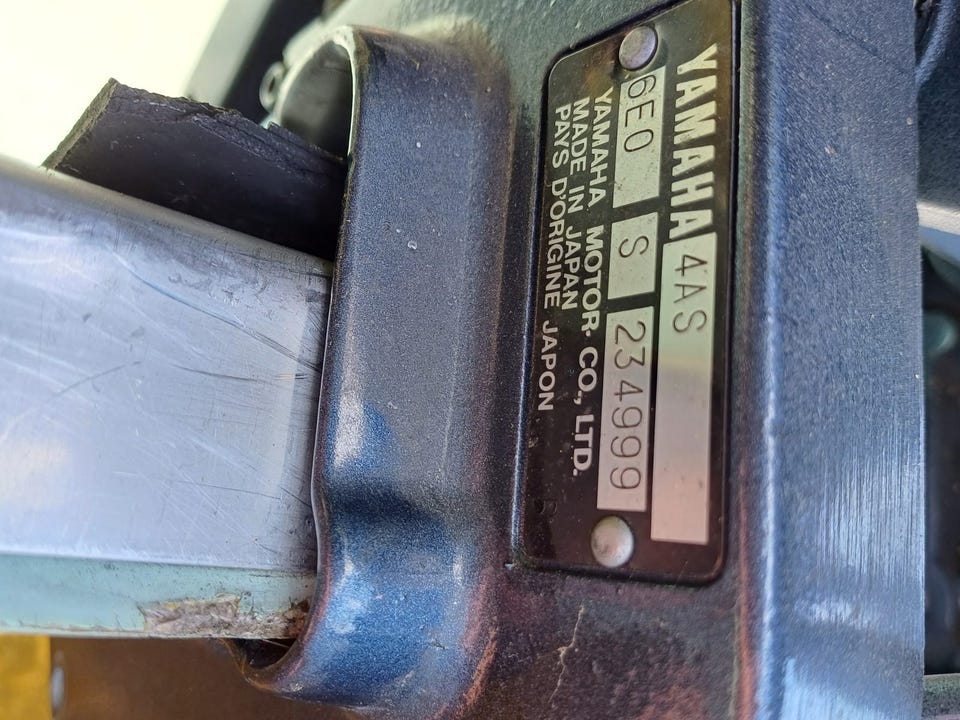 YAMAHA 4AS
6E0 S 234999
YAMAHA MOTOR CO., LTD.
MADE IN JAPAN
PAYS D'ORIGINE JAPON